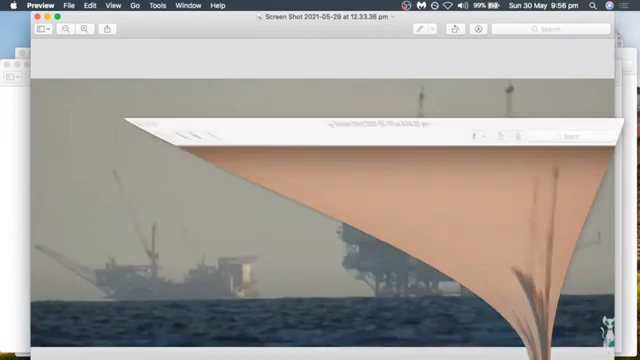 Preview File Edit View Go Tools Window Help 99% Sun 30 May 9:56 pm
Screen Shot 2021-05-29 at 12.33.36 pm
Search
Search